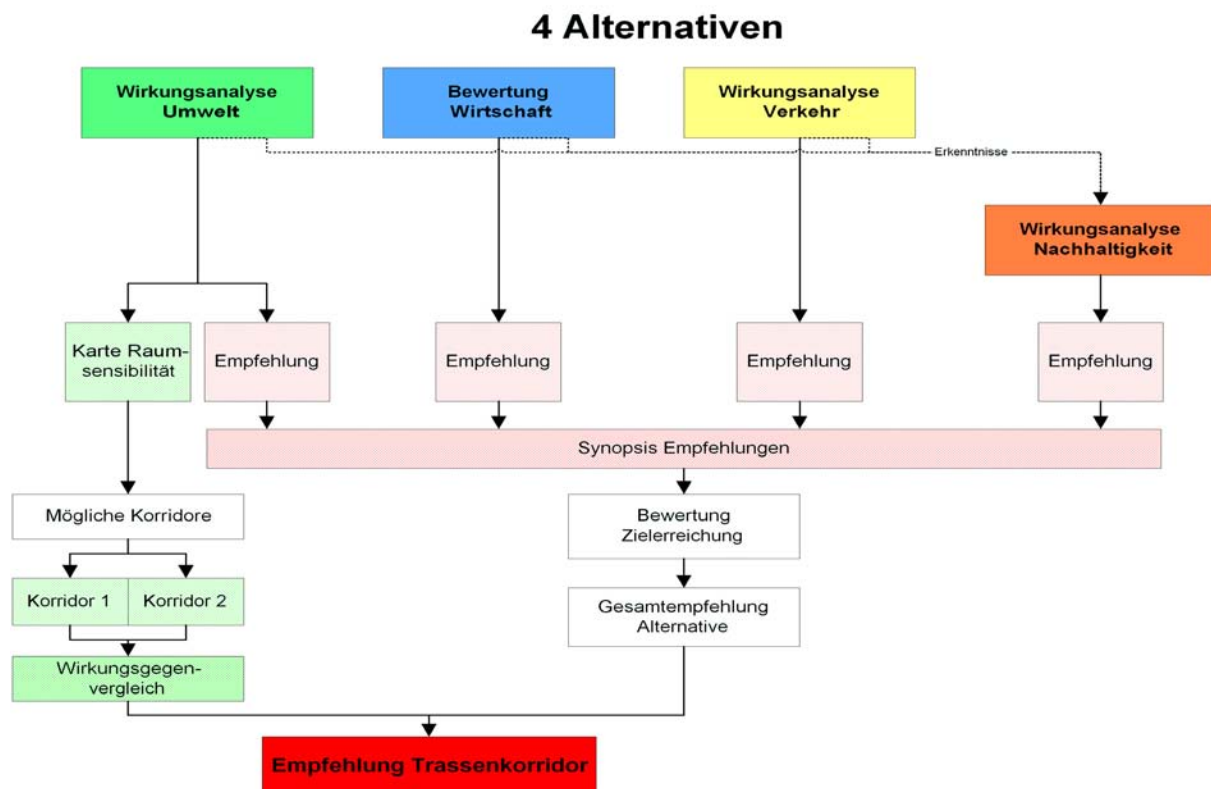 4 Alternativen
Wirkungsanalyse
Umwelt
Bewertung
Wirtschaft
Wirkungsanalyse
Verkehr
Erkenntnisse
Wirkungsanalyse
Nachhaltigkeit
Karte Raum-
sensibilität
Empfehlung
Empfehlung
Empfehlung
Empfehlung
Synopsis Empfehlungen
Mögliche Korridore
Bewertung
Zielerreichung
Korridor 1
Korridor 2
Gesamtempfehlung
Alternative
Wirkungsgegen-
vergleich
Empfehlung Trassenkorridor